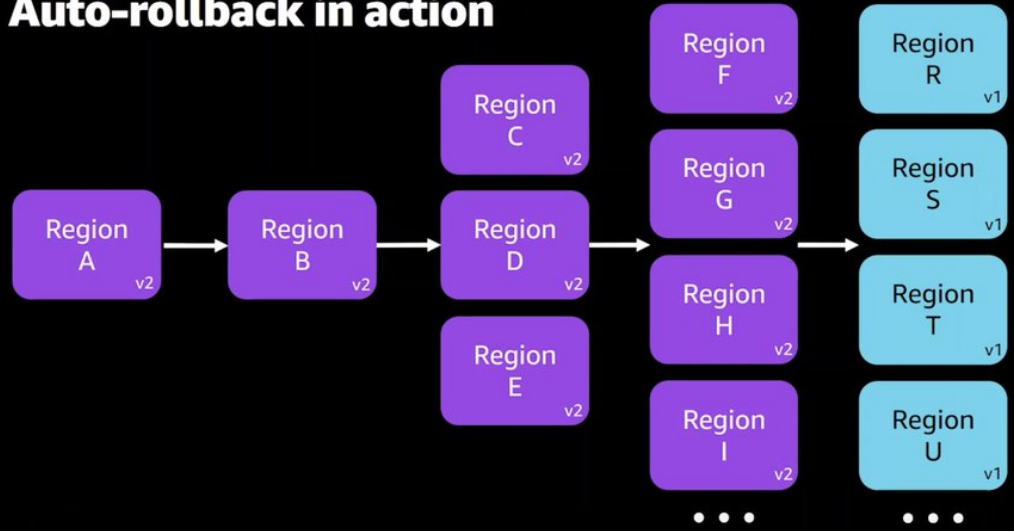 Auto-rollback in action
Region
A
v2
Region
B
v2
Region
C
v2
Region
D
v2
Region
E
v2
Region
F
v2
Region
G
v2
Region
H
v2
Region
I
v2
• • •
Region
R
v1
Region
S
v1
Region
T
v1
Region
U
v1
• • •